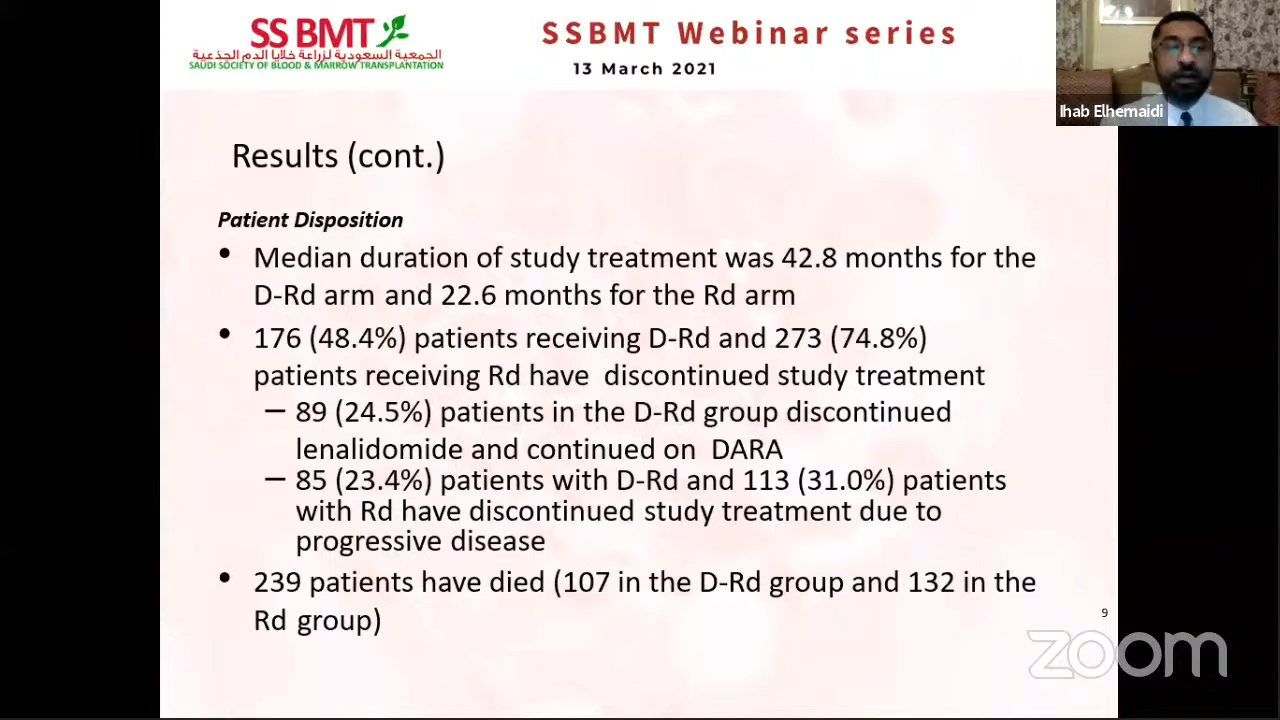 SSBMT
الجمعية السعودية لزراعة خلايا الدم الجذعية
SAUDI SOCIETY OF BLOOD & MARROW TRANSPLANTATION
SSBMT Webinar series
13 March 2021
Ihab Elhemaidi
Results (cont.)
Patient Disposition
• Median duration of study treatment was 42.8 months for the
D-Rd arm and 22.6 months for the Rd arm
• 176 (48.4%) patients receiving D-Rd and 273 (74.8%)
patients receiving Rd have discontinued study treatment
– 89 (24.5%) patients in the D-Rd group discontinued
lenalidomide and continued on DARA
– 85 (23.4%) patients with D-Rd and 113 (31.0%) patients
with Rd have discontinued study treatment due to
progressive disease
• 239 patients have died (107 in the D-Rd group and 132 in the
Rd group)
9
zoom